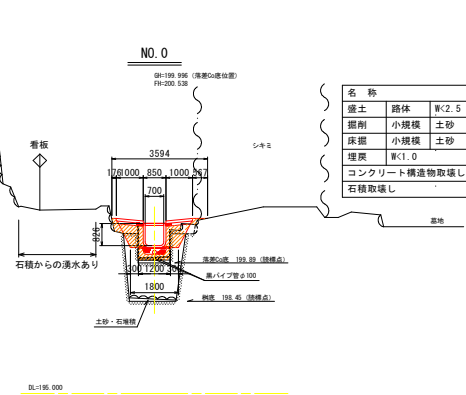 NO. 0
GH=199.996 (落差Co底位置)
FH=200.538
名 称
盛土 路体 W<2.5
掘削 小規模 土砂
床掘 小規模 土砂
埋戻 W<1.0
コンクリート構造物取壊し
石積取壊し
看板
シキミ
3594
176 1000 850 1000 567
700
826
墓地
石積からの湧水あり
落差Co底 199.89 (諸標点)
300 1200 300
黒パイプ管φ100
1800
桝底 198.45 (諸標点)
土砂・石堆積
DL=195.000